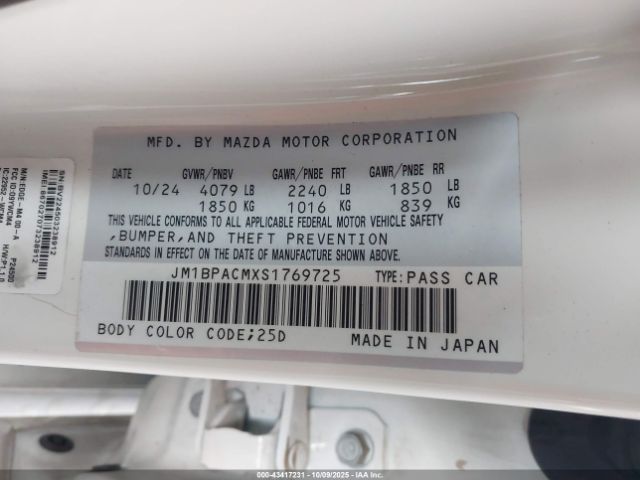 MFD. BY MAZDA MOTOR CORPORATION
DATE GVWR/PNBV GAWR/PNBE FRT GAWR/PNBE RR
10/24 4079 LB 2240 LB 1850 LB
1850 KG 1016 KG 839 KG
THIS VEHICLE CONFORMS TO ALL APPLICABLE FEDERAL MOTOR VEHICLE SAFETY
,BUMPER,AND THEFT PREVENTION
STANDARDS IN EFFECT ON THE DATE OF MANUFACTURE SHOWN ABOVE.
JM1BPACMXS1769725 TYPE:PASS CAR
BODY COLOR CODE;25D MADE IN JAPAN
000-43417231 - 10/09/2025 - IAAI.COM